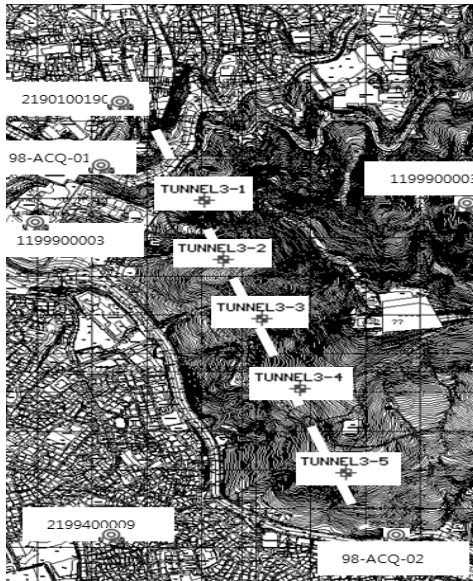 219010019C
98-ACQ-01
1199900003
TUNNEL3-1
1199900003
TUNNEL3-2
TUNNEL3-3
??
TUNNEL3-4
TUNNEL3-5
2199400009
98-ACQ-02